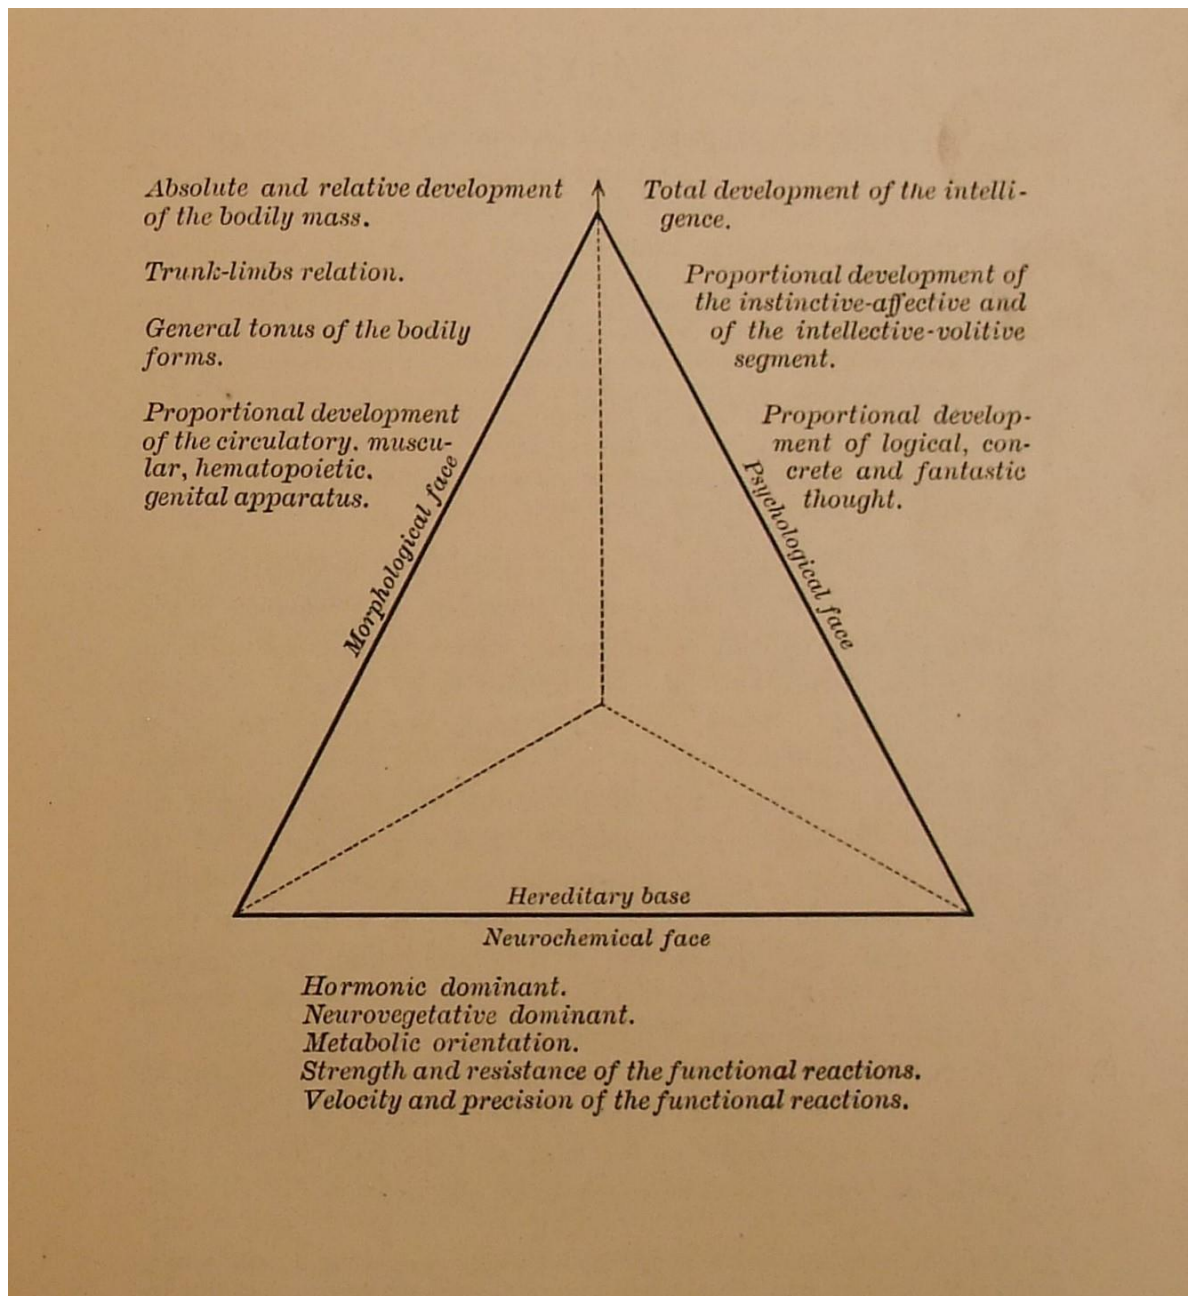 Absolute and relative development
of the bodily mass.
Trunk-limbs relation.
General tonus of the bodily
forms.
Proportional development
of the circulatory. muscu-
lar, hematopoietic.
genital apparatus.
Morphological face
Total development of the intelli-
gence.
Proportional development of
the instinctive-affective and
of the intellective-volitive
segment.
Proportional develop-
ment of logical, con-
crete and fantastic
thought.
Psychological face
Hereditary base
Neurochemical face
Hormonic dominant.
Neurovegetative dominant.
Metabolic orientation.
Strength and resistance of the functional reactions.
Velocity and precision of the functional reactions.